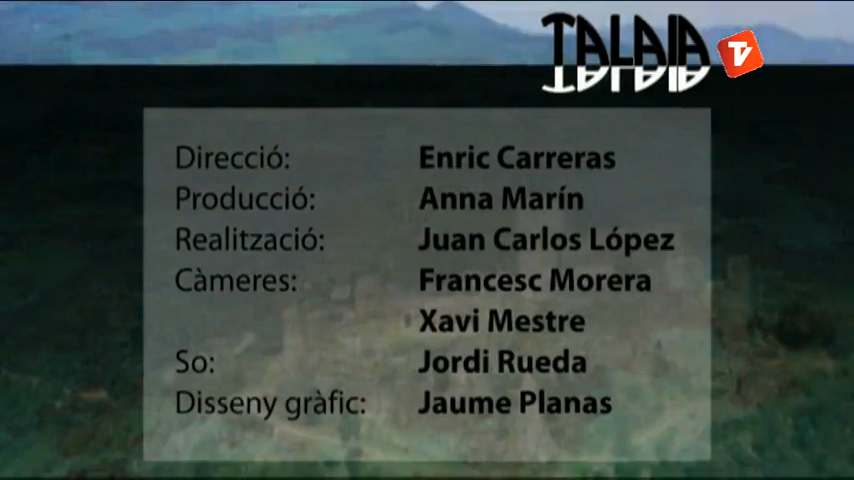 TALAIA
TV
Direcció: Enric Carreras
Producció: Anna Marín
Realització: Juan Carlos López
Càmeres: Francesc Morera
Xavi Mestre
So: Jordi Rueda
Disseny gràfic: Jaume Planas